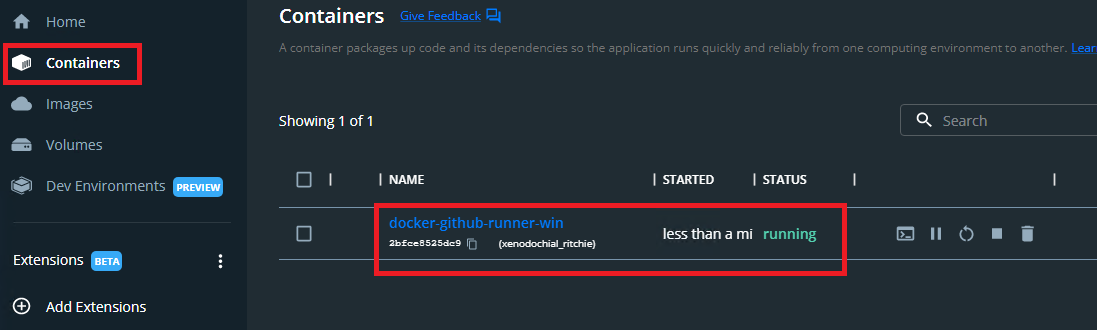 Home
Containers
Images
Volumes
Dev Environments PREVIEW
Extensions BETA
Add Extensions
Containers Give Feedback
A container packages up code and its dependencies so the application runs quickly and reliably from one computing environment to another. Lear
Showing 1 of 1
Search
NAME STARTED STATUS
docker-github-runner-win
less than a mi running
2bfce8525dc9 (xenodochial_ritchie)